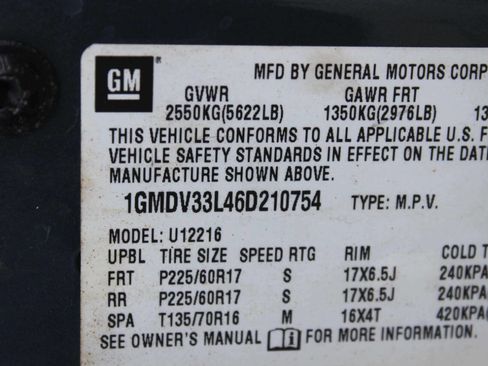 GM
MFD BY GENERAL MOTORS CORP
GVWR GAWR FRT
2550KG(5622LB) 1350KG(2976LB) 13
THIS VEHICLE CONFORMS TO ALL APPLICABLE U.S. F
VEHICLE SAFETY STANDARDS IN EFFECT ON THE DAT
MANUFACTURE SHOWN ABOVE.
1GMDV33L46D210754 TYPE: M.P.V.
MODEL: U12216
UPBL TIRE SIZE SPEED RTG RIM COLD T
FRT P225/60R17 S 17X6.5J 240KPA
RR P225/60R17 S 17X6.5J 240KPA
SPA T135/70R16 M 16X4T 420KPA(
SEE OWNER'S MANUAL i FOR MORE INFORMATION.